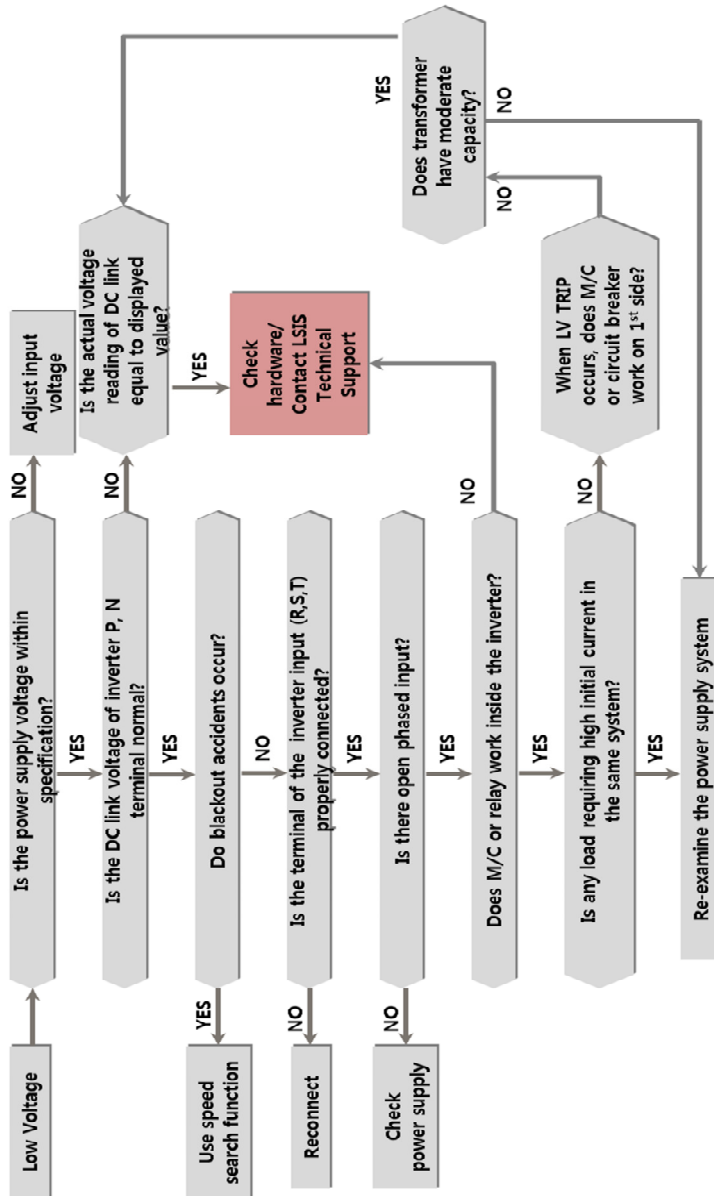 Low Voltage
Is the power supply voltage within
specification?
NO
Adjust input
voltage
YES
Is the DC link voltage of inverter P, N
terminal normal?
NO
Is the actual voltage
reading of DC link
equal to displayed
value?
YES
YES
Check
hardware/
Contact LSIS
Technical
Support
Do blackout accidents occur?
YES
Use speed
search function
NO
Is the terminal of the inverter input (R,S,T)
properly connected?
NO
Reconnect
YES
Is there open phased input?
NO
Check
power supply
YES
Does M/C or relay work inside the inverter?
NO
YES
Is any load requiring high initial current in
the same system?
NO
When LV TRIP
occurs, does M/C
or circuit breaker
work on 1st side?
NO
Does transformer
have moderate
capacity?
YES
NO
YES
Re-examine the power supply system